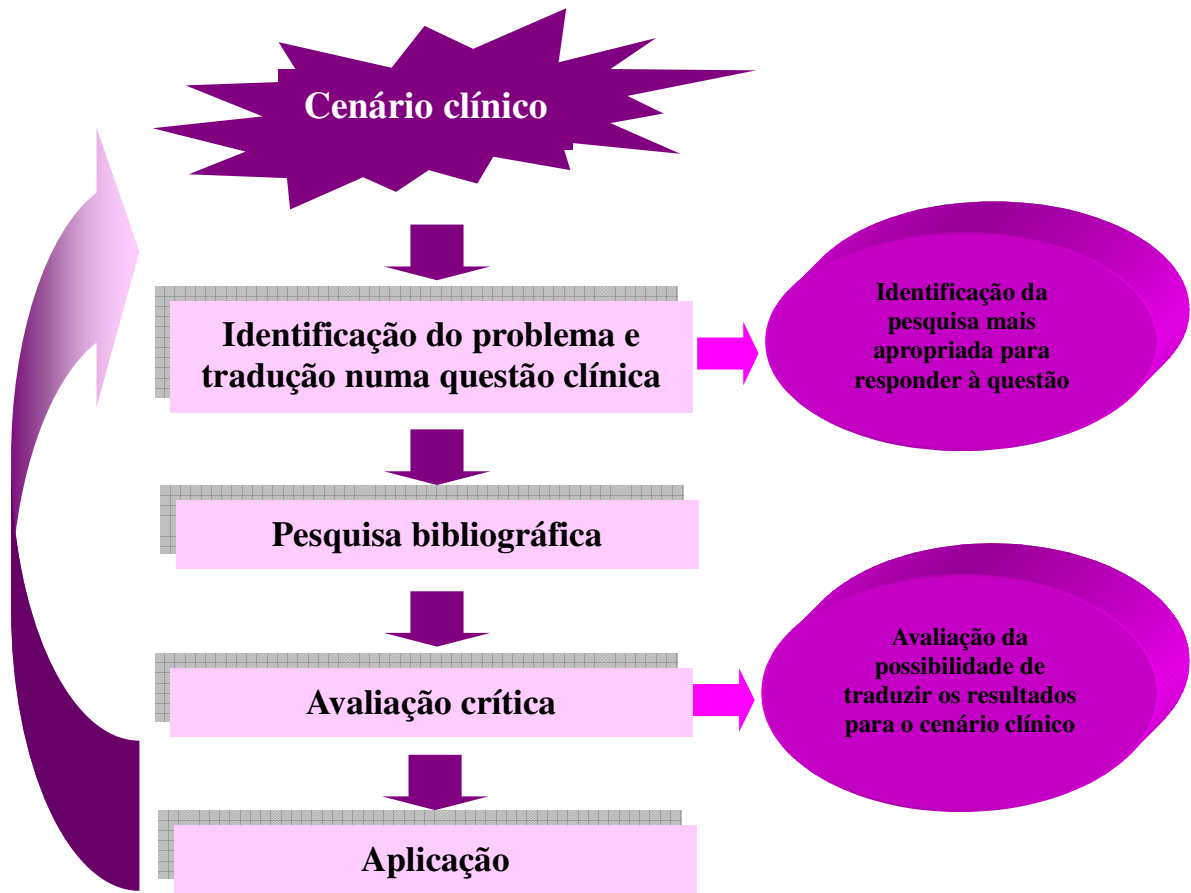 Cenário clínico
Identificação do problema e
tradução numa questão clínica
Identificação da
pesquisa mais
apropriada para
responder à questão
Pesquisa bibliográfica
Avaliação crítica
Avaliação da
possibilidade de
traduzir os resultados
para o cenário clínico
Aplicação